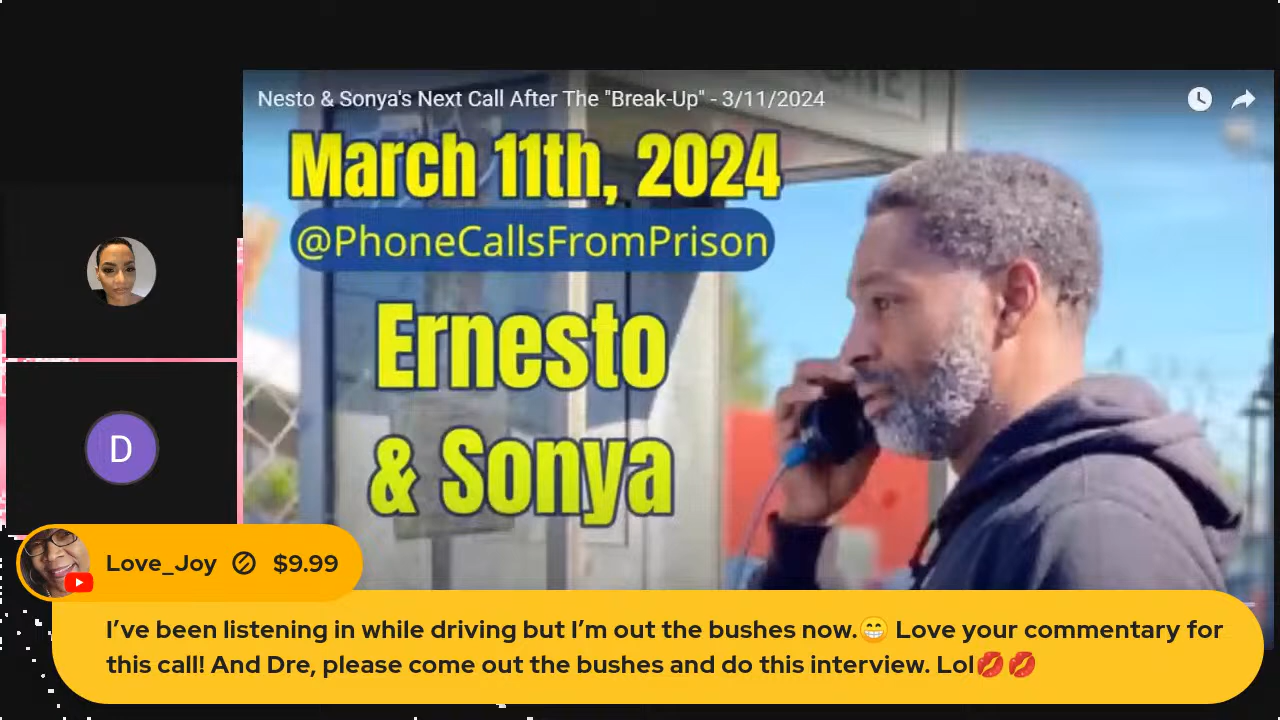 Nesto & Sonya's Next Call After The "Break-Up" - 3/11/2024
March 11th, 2024
@PhoneCallsFromPrison
Ernesto
& Sonya
D
Love_Joy $9.99
I’ve been listening in while driving but I’m out the bushes now.😁 Love your commentary for
this call! And Dre, please come out the bushes and do this interview. Lol💋💋